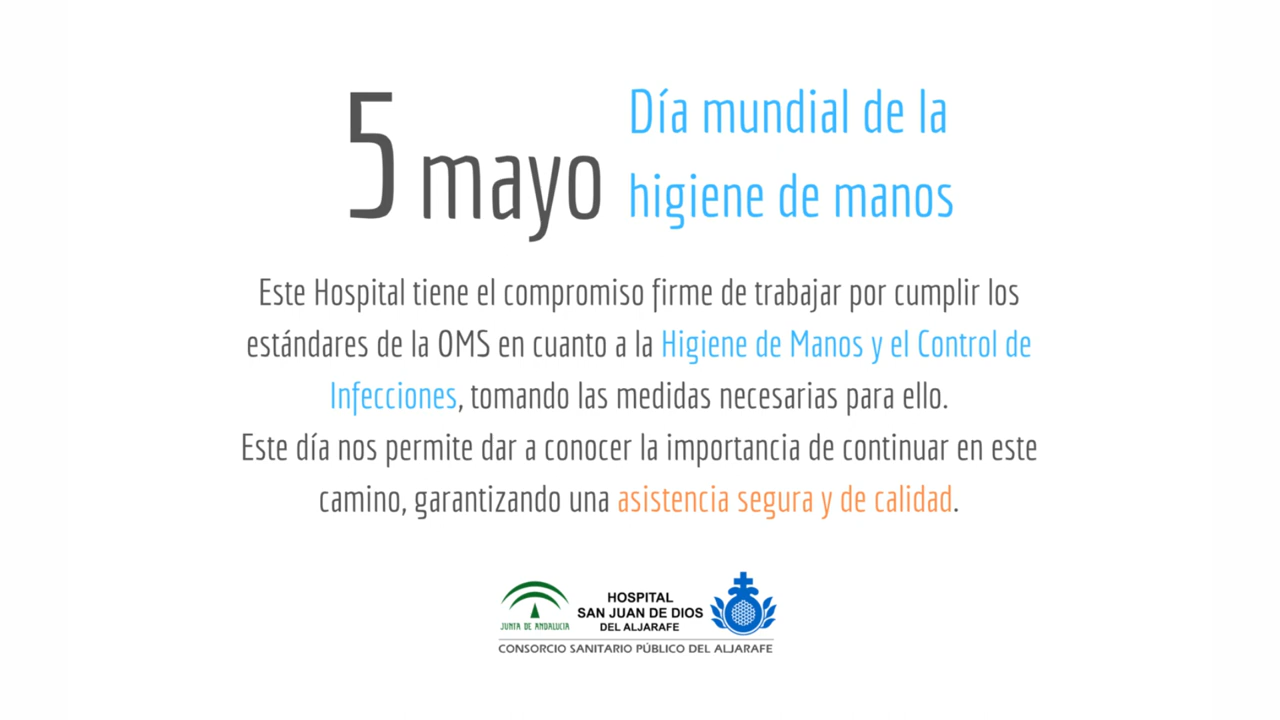 5 mayo
Día mundial de la
higiene de manos
Este Hospital tiene el compromiso firme de trabajar por cumplir los
estándares de la OMS en cuanto a la Higiene de Manos y el Control de
Infecciones, tomando las medidas necesarias para ello.
Este día nos permite dar a conocer la importancia de continuar en este
camino, garantizando una asistencia segura y de calidad.
JUNTA DE ANDALUCIA
HOSPITAL
SAN JUAN DE DIOS
DEL ALJARAFE
CONSORCIO SANITARIO PÚBLICO DEL ALJARAFE